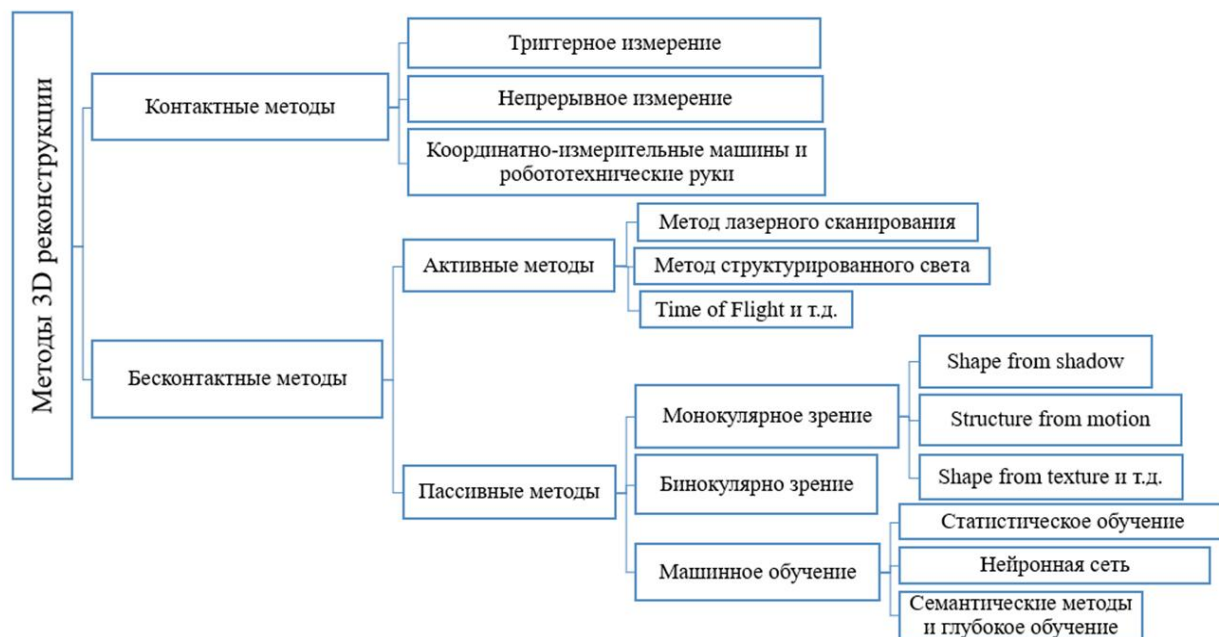 Методы 3D реконструкции
Контактные методы
Триггерное измерение
Непрерывное измерение
Координатно-измерительные машины и
робототехнические руки
Бесконтактные методы
Активные методы
Метод лазерного сканирования
Метод структурированного света
Time of Flight и т.д.
Пассивные методы
Монокулярное зрение
Shape from shadow
Structure from motion
Shape from texture и т.д.
Бинокулярно зрение
Машинное обучение
Статистическое обучение
Нейронная сеть
Семантические методы
и глубокое обучение